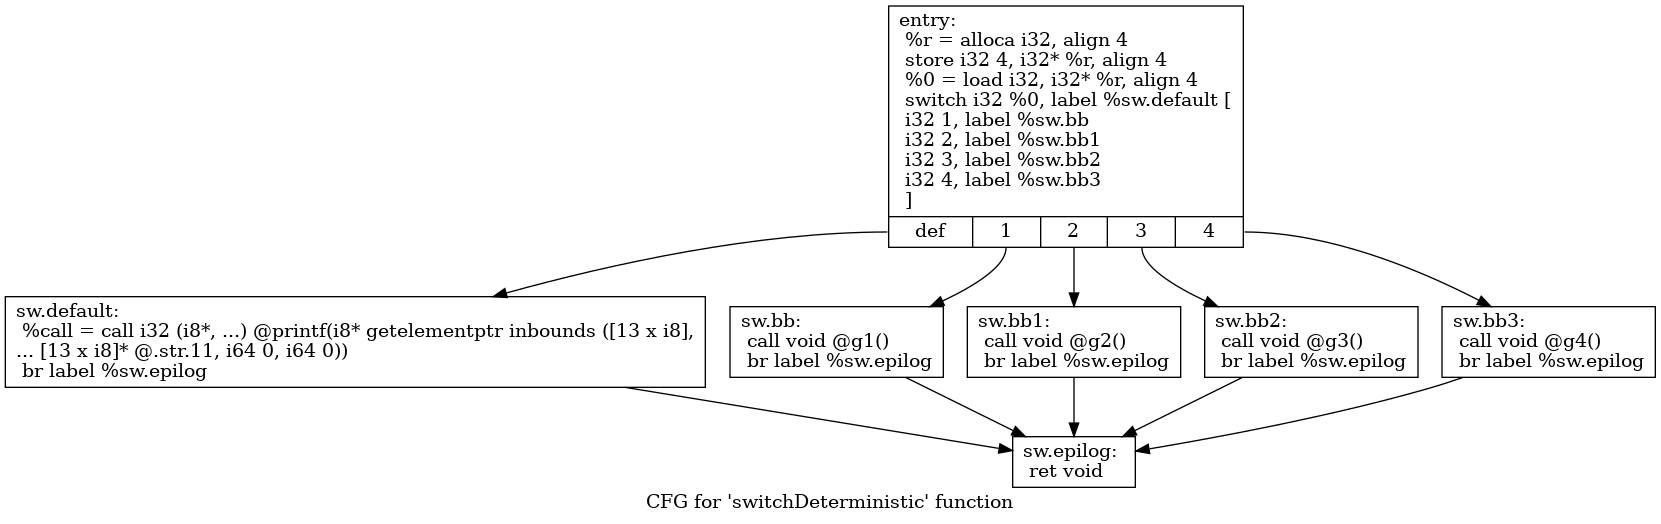 entry:
%r = alloca i32, align 4
store i32 4, i32* %r, align 4
%0 = load i32, i32* %r, align 4
switch i32 %0, label %sw.default [
i32 1, label %sw.bb
i32 2, label %sw.bb1
i32 3, label %sw.bb2
i32 4, label %sw.bb3
]
def 1 2 3 4
sw.default:
%call = call i32 (i8*, ...) @printf(i8* getelementptr inbounds ([13 x i8],
... [13 x i8]* @.str.11, i64 0, i64 0))
br label %sw.epilog
sw.bb:
call void @g1()
br label %sw.epilog
sw.bb1:
call void @g2()
br label %sw.epilog
sw.bb2:
call void @g3()
br label %sw.epilog
sw.bb3:
call void @g4()
br label %sw.epilog
sw.epilog:
ret void
CFG for 'switchDeterministic' function